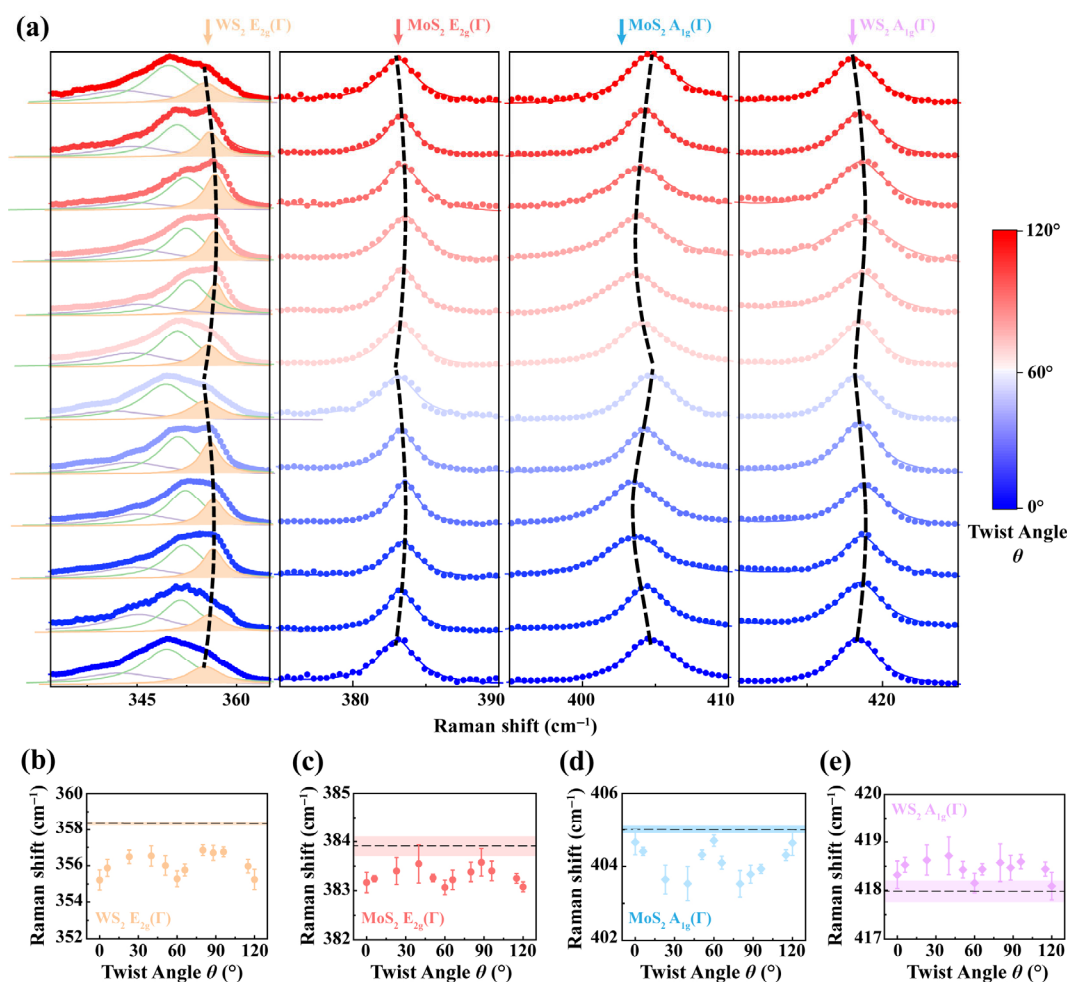 (a)
WS₂ E₂g(Γ)
MoS₂ E₂g(Γ)
MoS₂ A₁g(Γ)
WS₂ A₁g(Γ)
120°
60°
0°
Twist Angle
θ
345 360 380 390 400 410 420
Raman shift (cm⁻¹)
(b)
Raman shift (cm⁻¹)
360
358
356
354
352
WS₂ E₂g(Γ)
0 30 60 90 120
Twist Angle θ (°)
(c)
Raman shift (cm⁻¹)
385
384
383
382
MoS₂ E₂g(Γ)
0 30 60 90 120
Twist Angle θ (°)
(d)
Raman shift (cm⁻¹)
406
404
402
MoS₂ A₁g(Γ)
0 30 60 90 120
Twist Angle θ (°)
(e)
Raman shift (cm⁻¹)
420
419
418
417
WS₂ A₁g(Γ)
0 30 60 90 120
Twist Angle θ (°)